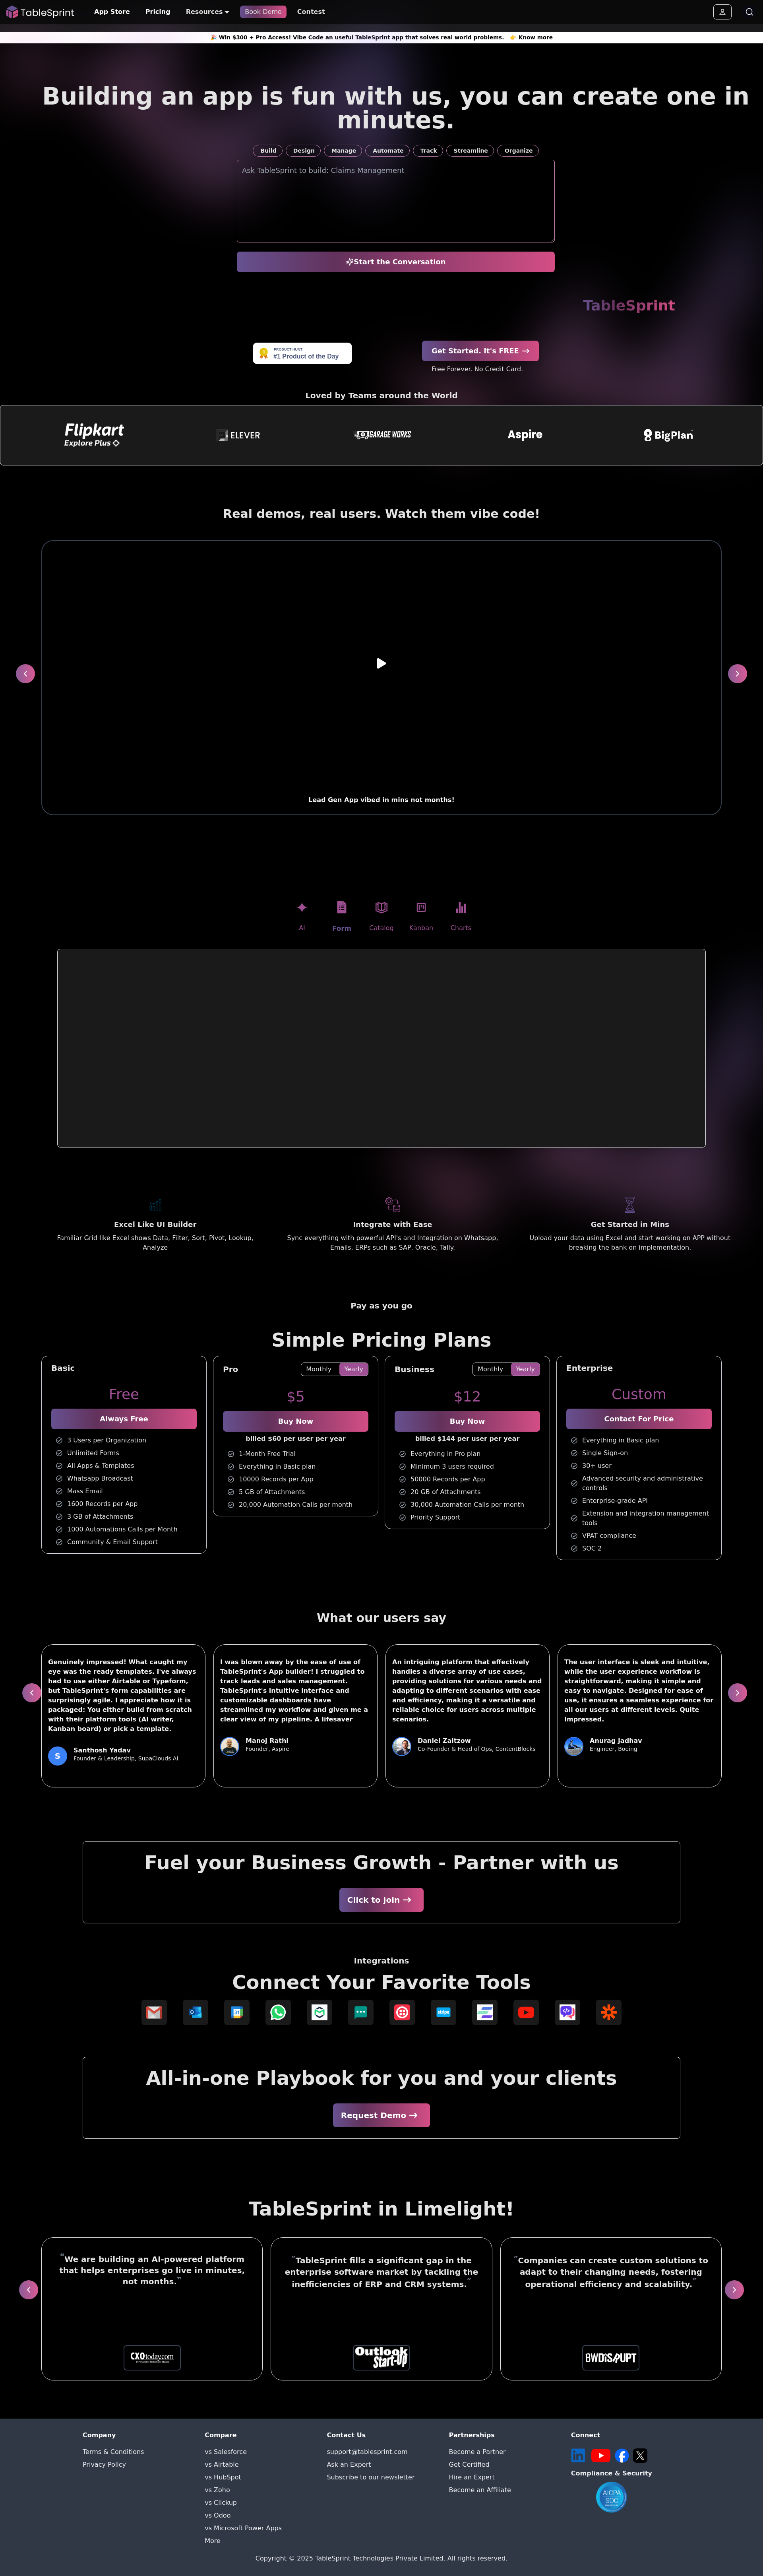 TableSprint
App Store
Pricing
Resources
Book Demo
Contest
🎉 Win $300 + Pro Access! Vibe Code an useful TableSprint app that solves real world problems. 👉 Know more
Building an app is fun with us, you can create one in
minutes.
Build
Design
Manage
Automate
Track
Streamline
Organize
Ask TableSprint to build: Claims Management
Start the Conversation
TableSprint
PRODUCT HUNT
#1 Product of the Day
Get Started. It's FREE
Free Forever. No Credit Card.
Loved by Teams around the World
Flipkart
Explore Plus
ELEVER
GARAGE WORKS
Aspire
BigPlan
Real demos, real users. Watch them vibe code!
Lead Gen App vibed in mins not months!
AI
Form
Catalog
Kanban
Charts
Excel Like UI Builder
Familiar Grid like Excel shows Data, Filter, Sort, Pivot, Lookup,
Analyze
Integrate with Ease
Sync everything with powerful API's and Integration on Whatsapp,
Emails, ERPs such as SAP, Oracle, Tally.
Get Started in Mins
Upload your data using Excel and start working on APP without
breaking the bank on implementation.
Pay as you go
Simple Pricing Plans
Basic
Free
Always Free
3 Users per Organization
Unlimited Forms
All Apps & Templates
Whatsapp Broadcast
Mass Email
1600 Records per App
3 GB of Attachments
1000 Automations Calls per Month
Community & Email Support
Pro
Monthly
Yearly
$5
Buy Now
billed $60 per user per year
1-Month Free Trial
Everything in Basic plan
10000 Records per App
5 GB of Attachments
20,000 Automation Calls per month
Business
Monthly
Yearly
$12
Buy Now
billed $144 per user per year
Everything in Pro plan
Minimum 3 users required
50000 Records per App
20 GB of Attachments
30,000 Automation Calls per month
Priority Support
Enterprise
Custom
Contact For Price
Everything in Basic plan
Single Sign-on
30+ user
Advanced security and administrative
controls
Enterprise-grade API
Extension and integration management
tools
VPAT compliance
SOC 2
What our users say
Genuinely impressed! What caught my
eye was the ready templates. I've always
had to use either Airtable or Typeform,
but TableSprint's capabilities are
surprisingly agile. I appreciate how it is
packaged: You either build from scratch
with their platform tools (AI writer,
Kanban board) or pick a template.
S
Santhosh Yadav
Founder & Leadership, SupaClouds AI
I was blown away by the ease of use of
TableSprint's App builder! I struggled to
track leads and sales management.
TableSprint's intuitive interface and
customizable dashboards have
streamlined my workflow and given me a
clear view of my pipeline. A lifesaver
Manoj Rathi
Founder, Aspire
An intriguing platform that effectively
handles a diverse array of use cases,
providing solutions for various needs and
adapting to different scenarios with ease
and efficiency, making it a versatile and
reliable choice for users across multiple
scenarios.
Daniel Zaitzow
Co-Founder & Head of Ops, ContentBlocks
The user interface is sleek and intuitive,
while the user experience workflow is
straightforward, making it simple and
easy to navigate. Designed for ease of
use, it ensures a seamless experience for
all our users at different levels. Quite
Impressed.
Anurag Jadhav
Engineer, Boeing
Fuel your Business Growth - Partner with us
Click to join
Integrations
Connect Your Favorite Tools
stripe
All-in-one Playbook for you and your clients
Request Demo
TableSprint in Limelight!
"We are building an AI-powered platform
that helps enterprises go live in minutes,
not months."
CXOtoday.com
"TableSprint fills a significant gap in the
enterprise software market by tackling the
inefficiencies of ERP and CRM systems."
Outlook
Start-Up
"Companies can create custom solutions to
adapt to their changing needs, fostering
operational efficiency and scalability."
BWDISRUPT
Company
Terms & Conditions
Privacy Policy
Compare
vs Salesforce
vs Airtable
vs HubSpot
vs Zoho
vs Clickup
vs Odoo
vs Microsoft Power Apps
More
Contact Us
support@tablesprint.com
Ask an Expert
Subscribe to our newsletter
Partnerships
Become a Partner
Get Certified
Hire an Expert
Become an Affiliate
Connect
Compliance & Security
AICPA
SOC
Copyright © 2025 TableSprint Technologies Private Limited. All rights reserved.